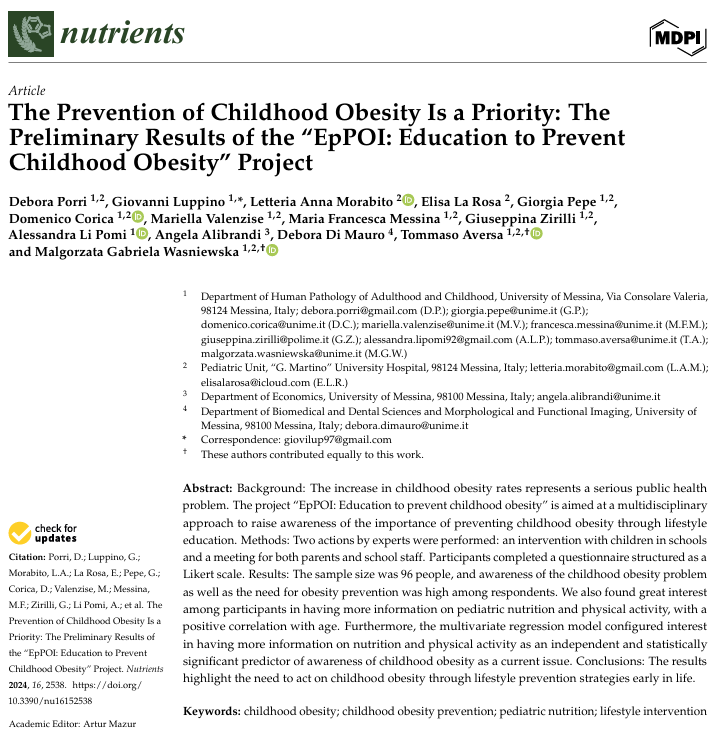 nutrients
MDPI
Article
The Prevention of Childhood Obesity Is a Priority: The
Preliminary Results of the “EpPOI: Education to Prevent
Childhood Obesity” Project
Debora Porri 1,2, Giovanni Luppino 1,*, Letteria Anna Morabito 2, Elisa La Rosa 2, Giorgia Pepe 1,2,
Domenico Corica 1,2, Mariella Valenzise 1,2, Maria Francesca Messina 1,2, Giuseppina Zirilli 1,2,
Alessandra Li Pomi 1, Angela Alibrandi 3, Debora Di Mauro 4, Tommaso Aversa 1,2,†
and Malgorzata Gabriela Wasniewska 1,2,†
1 Department of Human Pathology of Adulthood and Childhood, University of Messina, Via Consolare Valeria,
98124 Messina, Italy; debora.porri@gmail.com (D.P.); giorgia.pepe@unime.it (G.P.);
domenico.corica@unime.it (D.C.); mariella.valenzise@unime.it (M.V.); francesca.messina@unime.it (M.F.M.);
giuseppina.zirilli@polime.it (G.Z.); alessandra.lipomi92@gmail.com (A.L.P.); tommaso.aversa@unime.it (T.A.);
malgorzata.wasniewska@unime.it (M.G.W.)
2 Pediatric Unit, “G. Martino” University Hospital, 98124 Messina, Italy; letteria.morabito@gmail.com (L.A.M.);
elisalarosa@icloud.com (E.L.R.)
3 Department of Economics, University of Messina, 98100 Messina, Italy; angela.alibrandi@unime.it
4 Department of Biomedical and Dental Sciences and Morphological and Functional Imaging, University of
Messina, 98100 Messina, Italy; debora.dimauro@unime.it
* Correspondence: giovilup97@gmail.com
† These authors contributed equally to this work.
Abstract: Background: The increase in childhood obesity rates represents a serious public health
problem. The project “EpPOI: Education to prevent childhood obesity” is aimed at a multidisciplinary
approach to raise awareness of the importance of preventing childhood obesity through lifestyle
education. Methods: Two actions by experts were performed: an intervention with children in schools
and a meeting for both parents and school staff. Participants completed a questionnaire structured as a
Likert scale. Results: The sample size was 96 people, and awareness of the childhood obesity problem
as well as the need for obesity prevention was high among respondents. We also found great interest
among participants in having more information on pediatric nutrition and physical activity, with a
positive correlation with age. Furthermore, the multivariate regression model configured interest
in having more information on nutrition and physical activity as an independent and statistically
significant predictor of awareness of childhood obesity as a current issue. Conclusions: The results
highlight the need to act on childhood obesity through lifestyle prevention strategies early in life.
Keywords: childhood obesity; childhood obesity prevention; pediatric nutrition; lifestyle intervention
check for
updates
Citation: Porri, D.; Luppino, G.;
Morabito, L.A.; La Rosa, E.; Pepe, G.;
Corica, D.; Valenzise, M.; Messina,
M.F.; Zirilli, G.; Li Pomi, A.; et al. The
Prevention of Childhood Obesity Is a
Priority: The Preliminary Results of
the “EpPOI: Education to Prevent
Childhood Obesity” Project. Nutrients
2024, 16, 2538. https://doi.org/
10.3390/nu16152538
Academic Editor: Artur Mazur